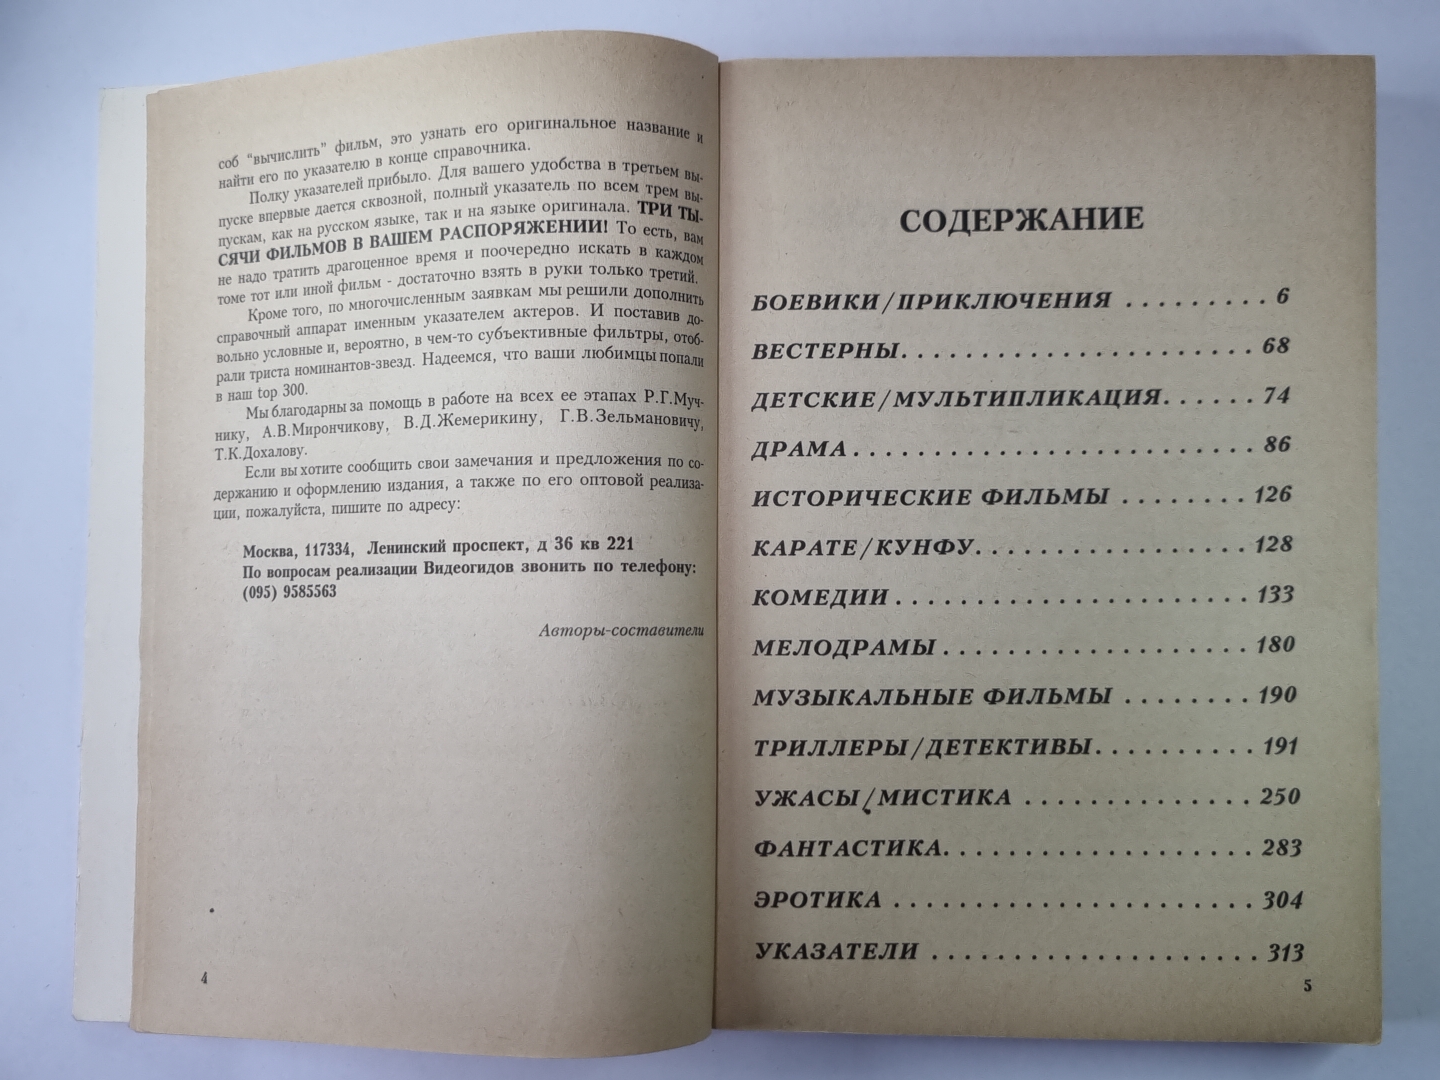 соб "вычислить" фильм, это узнать его оригинальное название и
найти его по указателю в конце справочника.
Полку указателей прибыло. Для вашего удобства в третьем вы-
пуске впервые дается сквозной, полный указатель по всем трем вы-
пускам, как на русском языке, так и на языке оригинала. ТРИ ТЫ-
СЯЧИ ФИЛЬМОВ В ВАШЕМ РАСПОРЯЖЕНИИ! То есть, вам
не надо тратить драгоценное время и поочередно искать в каждом
томе тот или иной фильм - достаточно взять в руки только третий.
Кроме того, по многочисленным заявкам мы решили дополнить
справочный аппарат именным указателем актеров. И поставив до-
вольно условные и, вероятно, в чем-то субъективные фильтры, отоб-
рали триста номинантов-звезд. Надеемся, что ваши любимцы попали
в наш top 300.
Мы благодарны за помощь в работе на всех ее этапах Р.Г.Муч-
нику, А.В.Мирончикову, В.Д.Жемерикину, Г.В.Зельмановичу,
Т.К.Дохалову.
Если вы хотите сообщить свои замечания и предложения по со-
держанию и оформлению издания, а также по его оптовой реализа-
ции, пожалуйста, пишите по адресу:
Москва, 117334, Ленинский проспект, д 36 кв 221
По вопросам реализации Видеогидов звонить по телефону:
(095) 9585563
Авторы-составители
4
СОДЕРЖАНИЕ
БОЕВИКИ/ПРИКЛЮЧЕНИЯ ......... 6
ВЕСТЕРНЫ...................... 68
ДЕТСКИЕ/МУЛЬТИПЛИКАЦИЯ...... 74
ДРАМА......................... 86
ИСТОРИЧЕСКИЕ ФИЛЬМЫ ........ 126
КАРАТЕ/КУНФУ................. 128
КОМЕДИИ...................... 133
МЕЛОДРАМЫ................... 180
МУЗЫКАЛЬНЫЕ ФИЛЬМЫ ........ 190
ТРИЛЛЕРЫ/ДЕТЕКТИВЫ.......... 191
УЖАСЫ/МИСТИКА .............. 250
ФАНТАСТИКА................... 283
ЭРОТИКА ...................... 304
УКАЗАТЕЛИ .................... 313
5